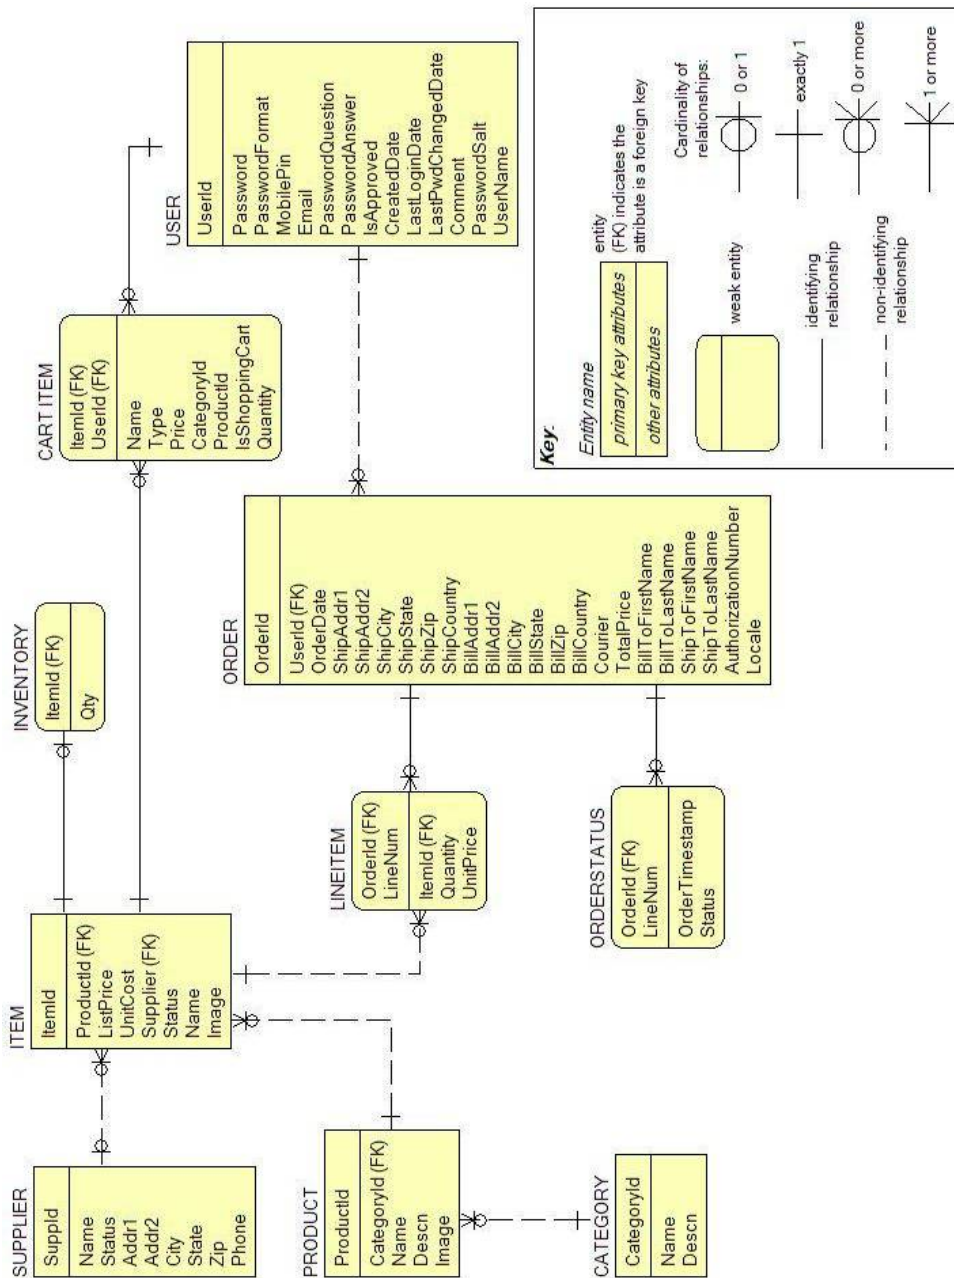 SUPPLIER
SuppId
Name
Status
Addr1
Addr2
City
State
Zip
Phone
ITEM
ItemId
ProductId (FK)
ListPrice
UnitCost
Supplier (FK)
Status
Name
Image
INVENTORY
ItemId (FK)
Qty
CART ITEM
ItemId (FK)
UserId (FK)
Name
Type
Price
CategoryId
ProductId
IsShoppingCart
Quantity
USER
UserId
Password
PasswordFormat
MobilePin
Email
PasswordQuestion
PasswordAnswer
IsApproved
CreatedDate
LastLoginDate
LastPwdChangedDate
Comment
PasswordSalt
UserName
PRODUCT
ProductId
CategoryId (FK)
Name
Descn
Image
LINEITEM
OrderId (FK)
LineNum
ItemId (FK)
Quantity
UnitPrice
ORDER
OrderId
UserId (FK)
OrderDate
ShipAddr1
ShipAddr2
ShipCity
ShipState
ShipZip
ShipCountry
BillAddr1
BillAddr2
BillCity
BillState
BillZip
BillCountry
Courier
TotalPrice
BillToFirstName
BillToLastName
ShipToFirstName
ShipToLastName
AuthorizationNumber
Locale
CATEGORY
CategoryId
Name
Descn
ORDERSTATUS
OrderId (FK)
LineNum
OrderTimestamp
Status
Key:
Entity name
primary key attributes
other attributes
entity
(FK) indicates the
attribute is a foreign key
weak entity
identifying
relationship
non-identifying
relationship
Cardinality of
relationships:
0 or 1
exactly 1
0 or more
1 or more